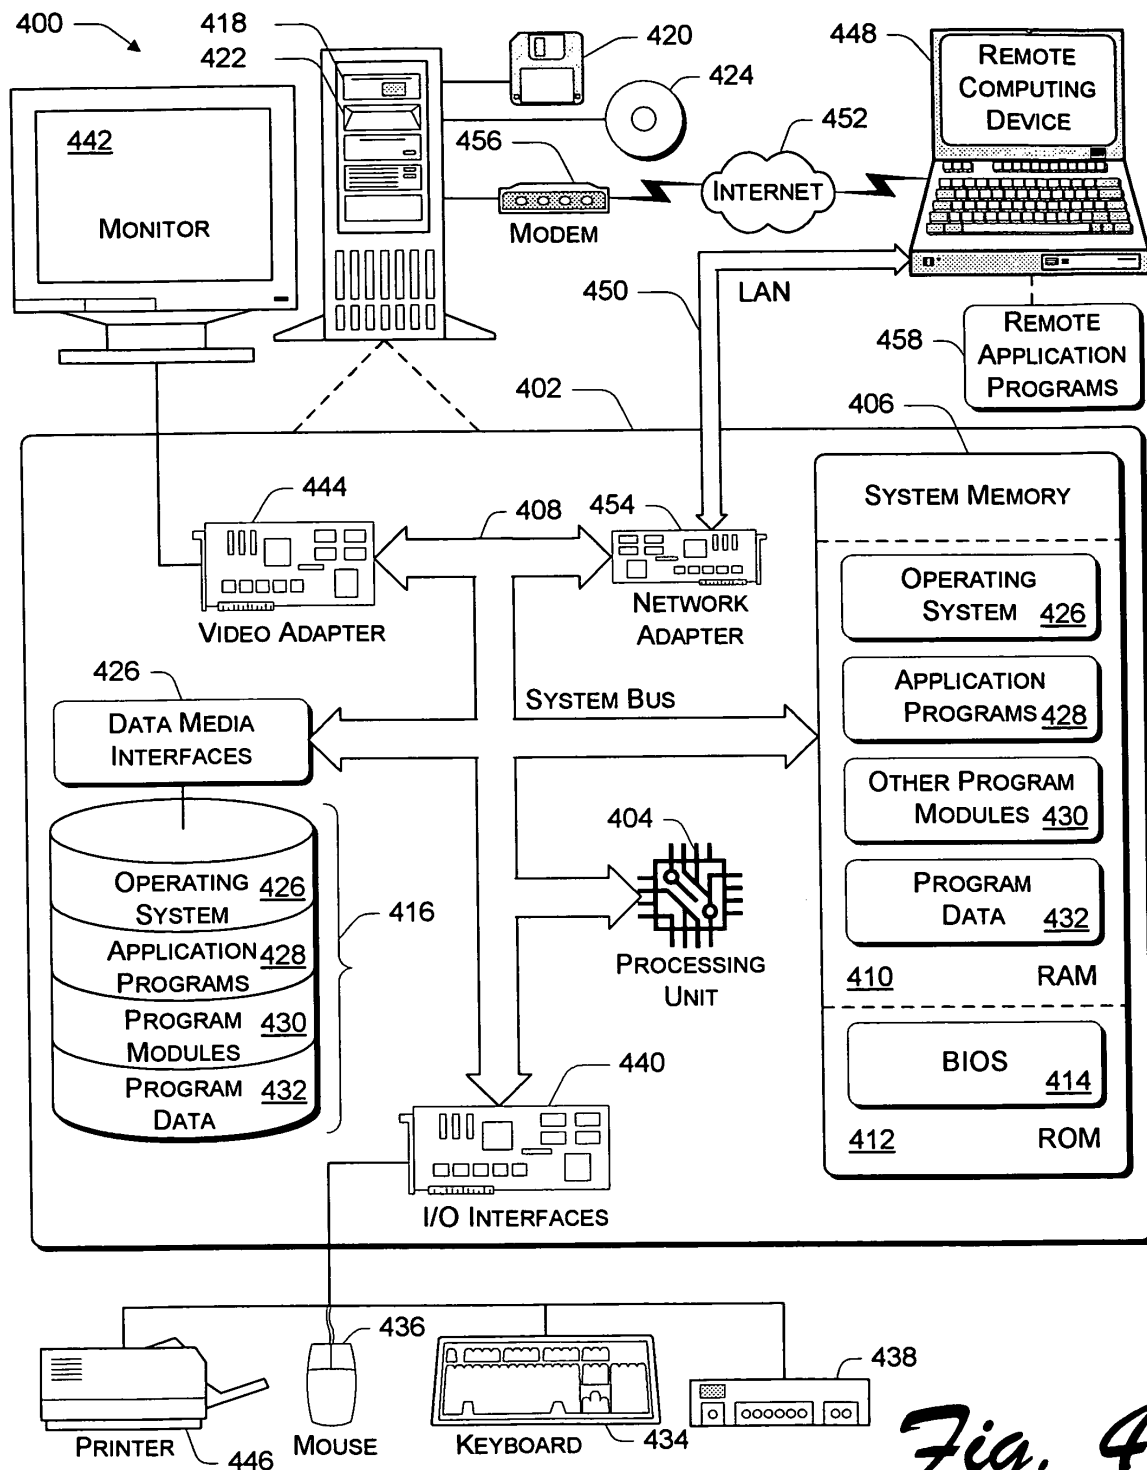 400
418
422
420
424
448
REMOTE
COMPUTING
DEVICE
442
MONITOR
456
MODEM
452
INTERNET
450
LAN
458
REMOTE
APPLICATION
PROGRAMS
402
406
SYSTEM MEMORY
444
VIDEO ADAPTER
408
454
NETWORK
ADAPTER
OPERATING
SYSTEM 426
APPLICATION
PROGRAMS 428
OTHER PROGRAM
MODULES 430
PROGRAM
DATA 432
410 RAM
BIOS 414
412 ROM
426
DATA MEDIA
INTERFACES
SYSTEM BUS
404
PROCESSING
UNIT
OPERATING
SYSTEM 426
APPLICATION
PROGRAMS 428
PROGRAM
MODULES 430
PROGRAM
DATA 432
416
440
I/O INTERFACES
PRINTER
446
436
MOUSE
KEYBOARD
434
438
Fig. 4